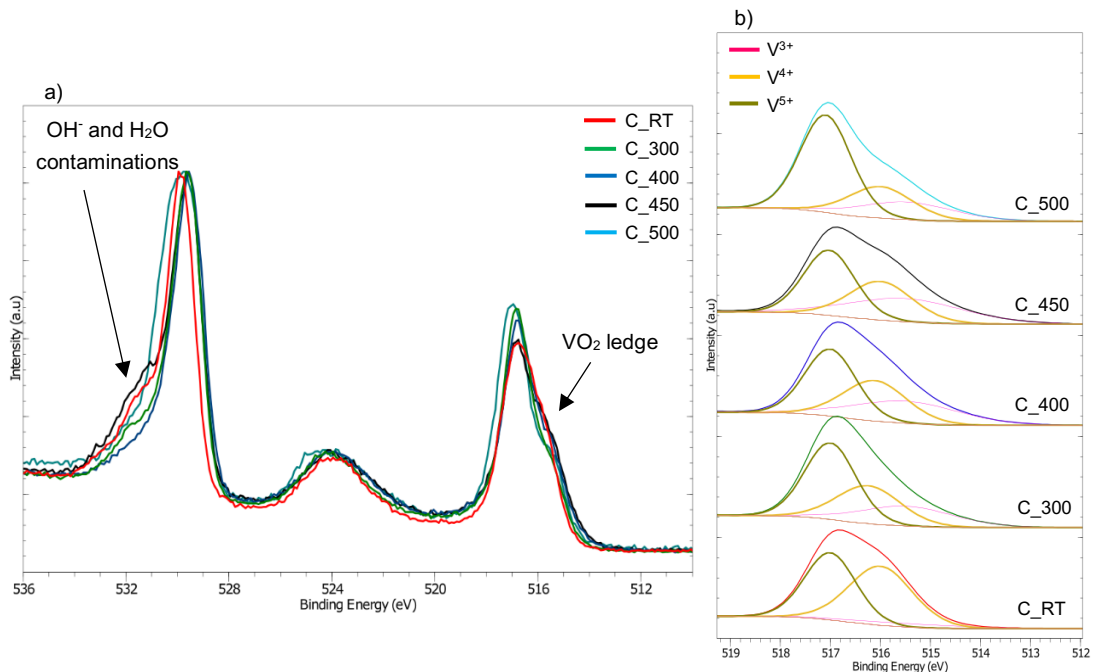 a)
OH⁻ and H₂O
contaminations
C_RT
C_300
C_400
C_450
C_500
VO₂ ledge
Intensity (a.u)
536
528
524
520
516
512
Binding Energy (eV)
b)
V³⁺
V⁴⁺
V⁵⁺
C_500
C_450
C_400
C_300
C_RT
Intensity (a.u)
519
518
517
516
515
514
513
512
Binding Energy (eV)